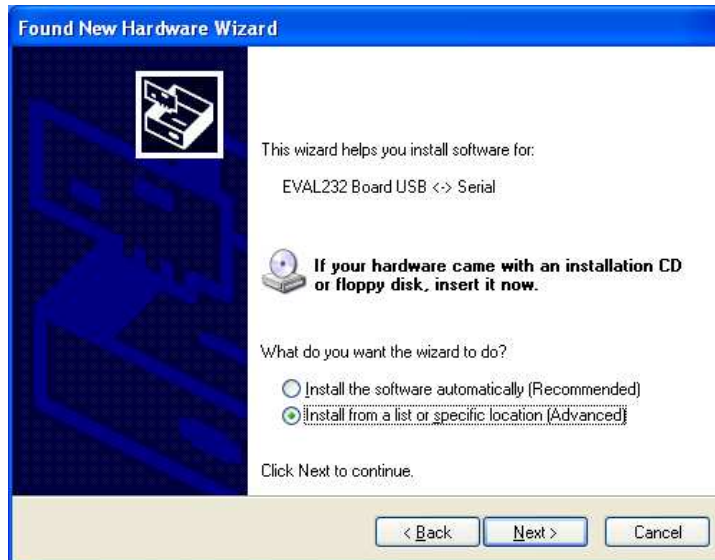 Found New Hardware Wizard
This wizard helps you install software for:
EVAL232 Board USB <-> Serial
If your hardware came with an installation CD
or floppy disk, insert it now.
What do you want the wizard to do?
Install the software automatically (Recommended)
Install from a list or specific location (Advanced)
Click Next to continue.
< Back Next > Cancel